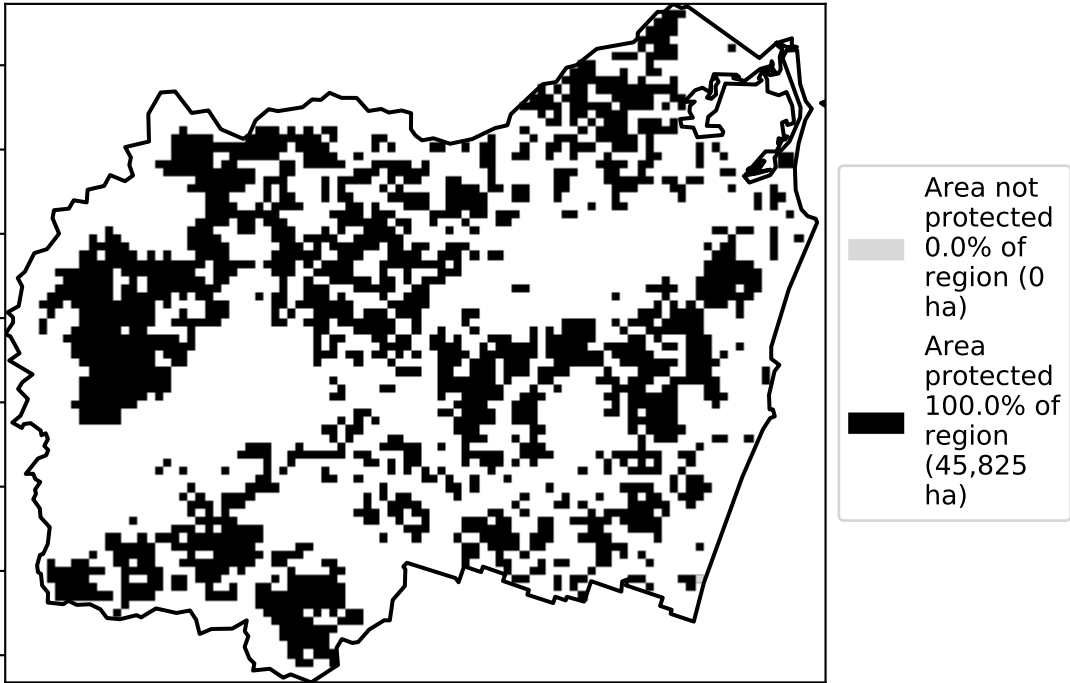 Area not
protected
0.0% of
region (0
ha)
Area
protected
100.0% of
region
(45,825
ha)